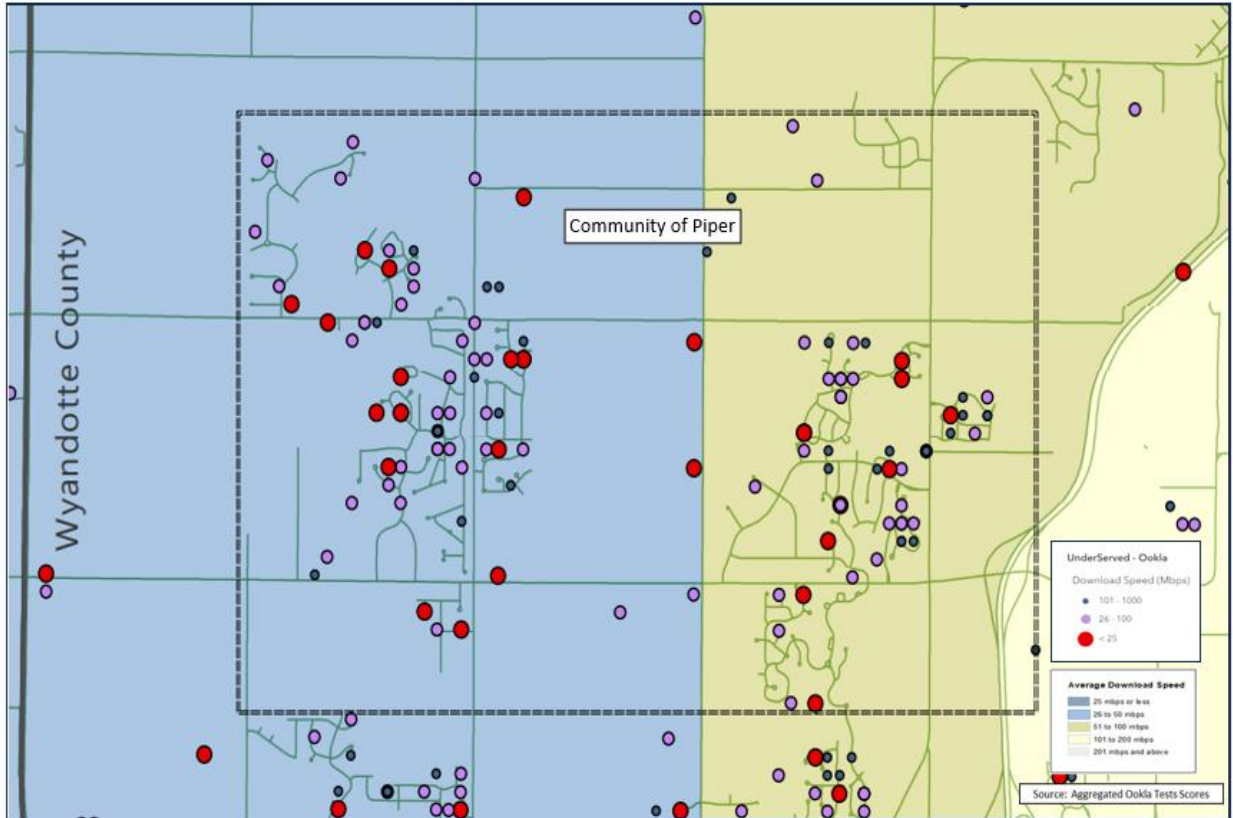 Community of Piper
Wyandotte County
UnderServed - Ookla
Download Speed (Mbps)
101 - 1000
26 - 100
< 25
Average Download Speed
25 mbps or less
26 to 50 mbps
51 to 100 mbps
101 to 200 mbps
201 mbps and above
Source: Aggregated Ookla Tests Scores